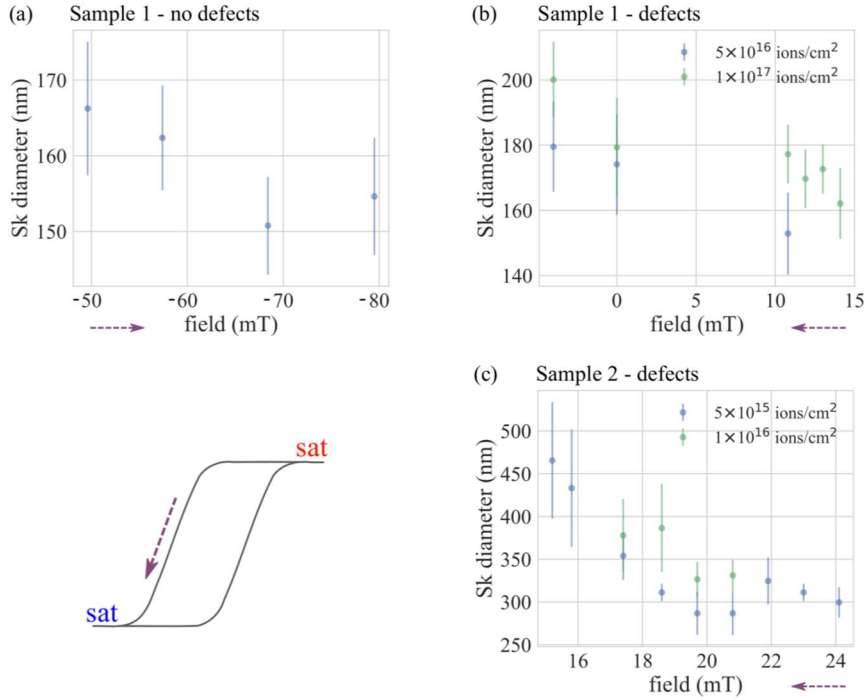 (a) Sample 1 - no defects
Sk diameter (nm)
170
160
150
-50 -60 -70 -80
field (mT)
(b) Sample 1 - defects
5×10^16 ions/cm^2
1×10^17 ions/cm^2
Sk diameter (nm)
200
180
160
140
0 5 10 15
field (mT)
sat
sat
(c) Sample 2 - defects
5×10^15 ions/cm^2
1×10^16 ions/cm^2
Sk diameter (nm)
500
450
400
350
300
250
16 18 20 22 24
field (mT)